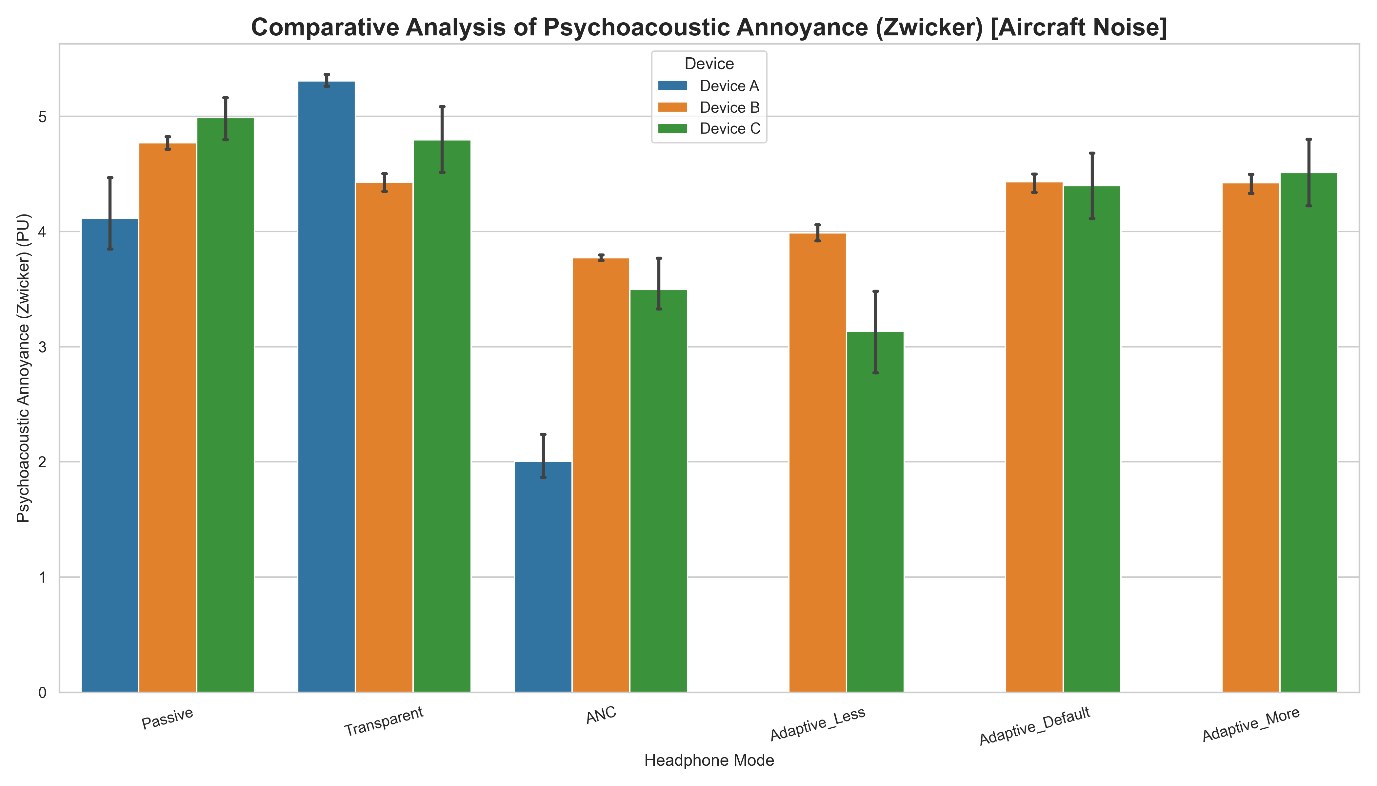 Comparative Analysis of Psychoacoustic Annoyance (Zwicker) [Aircraft Noise]
Device
Device A
Device B
Device C
Psychoacoustic Annoyance (Zwicker) (PU)
5
4
3
2
1
0
Passive
Transparent
ANC
Adaptive_Less
Adaptive_Default
Adaptive_More
Headphone Mode